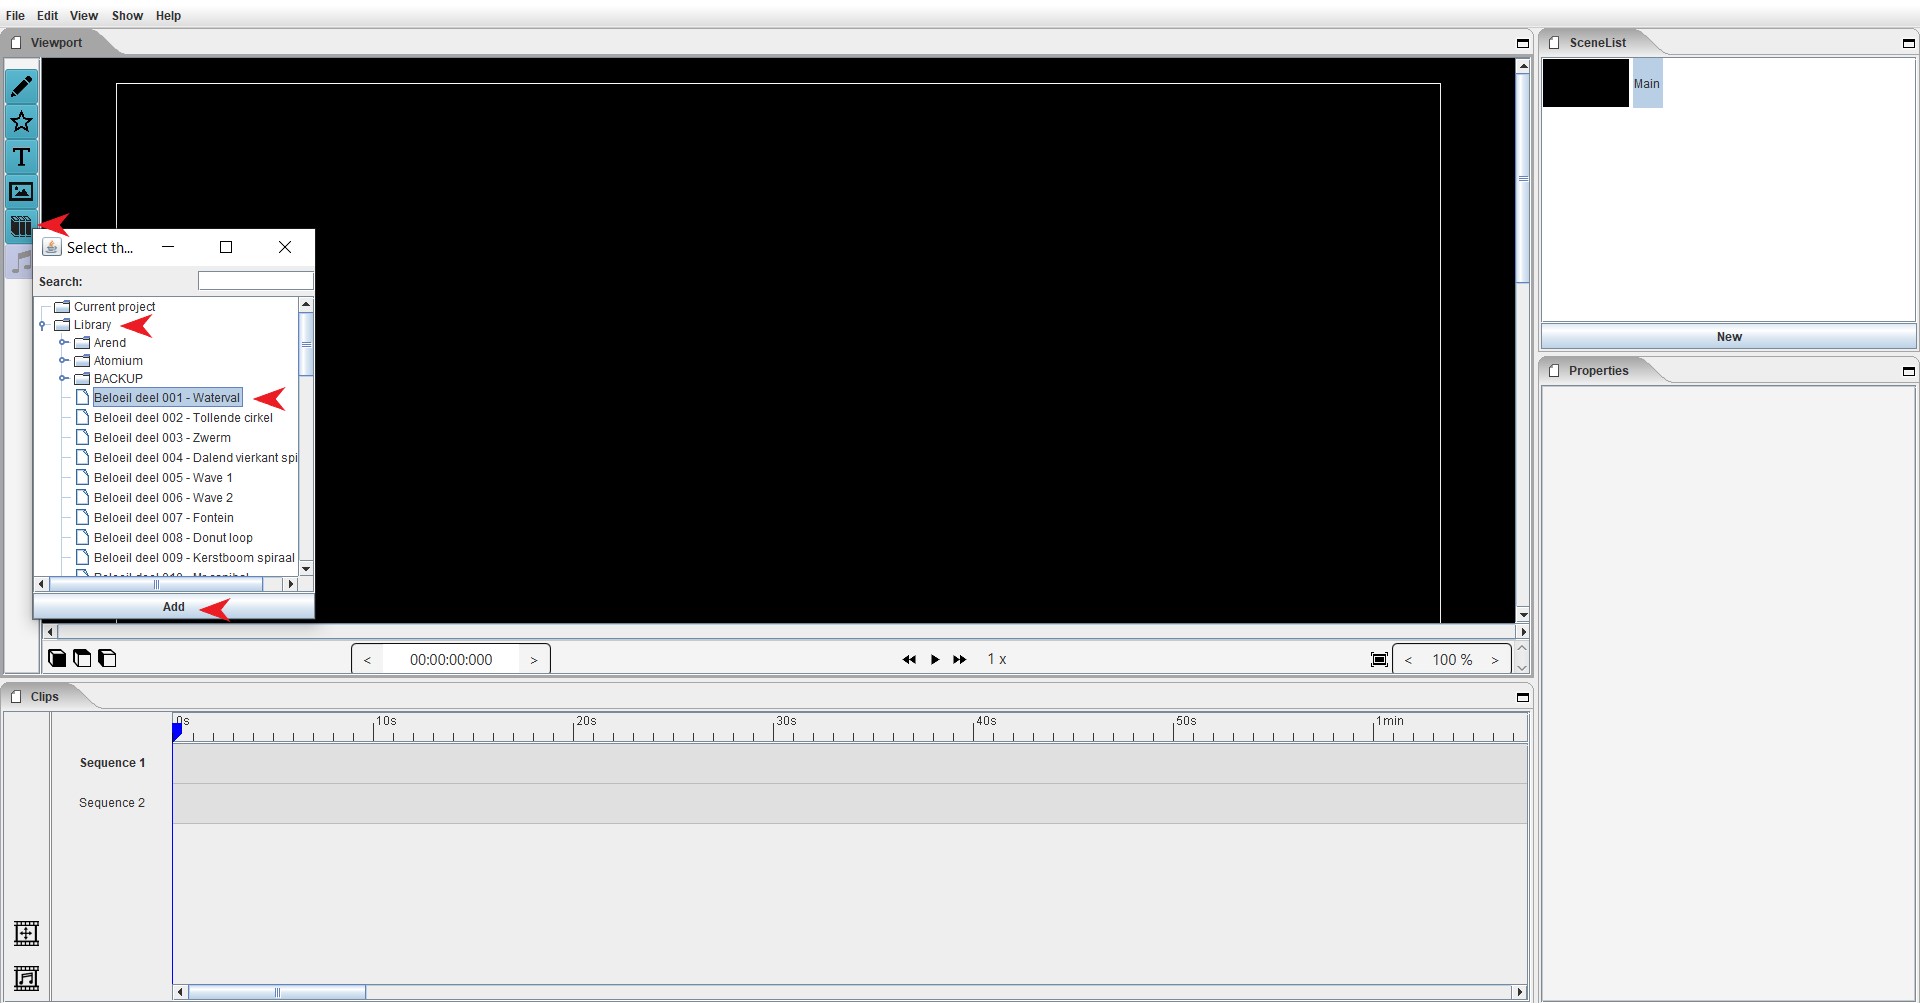 File Edit View Show Help
Viewport
SceneList
Main
New
Properties
Select th...
Search:
Current project
Library
Arend
Atomium
BACKUP
Beloeil deel 001 - Waterval
Beloeil deel 002 - Tollende cirkel
Beloeil deel 003 - Zwerm
Beloeil deel 004 - Dalend vierkant spi
Beloeil deel 005 - Wave 1
Beloeil deel 006 - Wave 2
Beloeil deel 007 - Fontein
Beloeil deel 008 - Donut loop
Beloeil deel 009 - Kerstboom spiraal
Add
< 00:00:00:000 > 1 x < 100 % >
Clips
0s 10s 20s 30s 40s 50s 1min
Sequence 1
Sequence 2